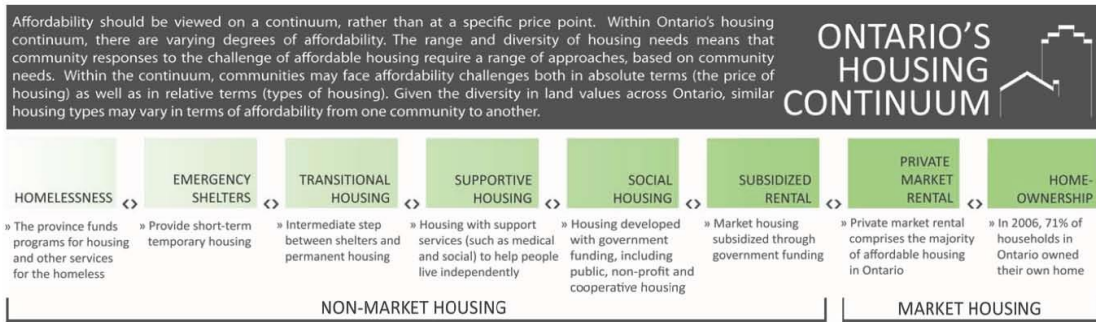 Affordability should be viewed on a continuum, rather than at a specific price point. Within Ontario's housing
continuum, there are varying degrees of affordability. The range and diversity of housing needs means that
community responses to the challenge of affordable housing require a range of approaches, based on community
needs. Within the continuum, communities may face affordability challenges both in absolute terms (the price of
housing) as well as in relative terms (types of housing). Given the diversity in land values across Ontario, similar
housing types may vary in terms of affordability from one community to another.
ONTARIO'S
HOUSING
CONTINUUM
HOMELESSNESS
» The province funds
programs for housing
and other services
for the homeless
<>
EMERGENCY
SHELTERS
» Provide short-term
temporary housing
<>
TRANSITIONAL
HOUSING
» Intermediate step
between shelters and
permanent housing
<>
SUPPORTIVE
HOUSING
» Housing with support
services (such as medical
and social) to help people
live independently
<>
SOCIAL
HOUSING
» Housing developed
with government
funding, including
public, non-profit and
cooperative housing
<>
SUBSIDIZED
RENTAL
» Market housing
subsidized through
government funding
<>
PRIVATE
MARKET
RENTAL
» Private market rental
comprises the majority
of affordable housing
in Ontario
<>
HOME-
OWNERSHIP
» In 2006, 71% of
households in
Ontario owned
their own home
NON-MARKET HOUSING
MARKET HOUSING